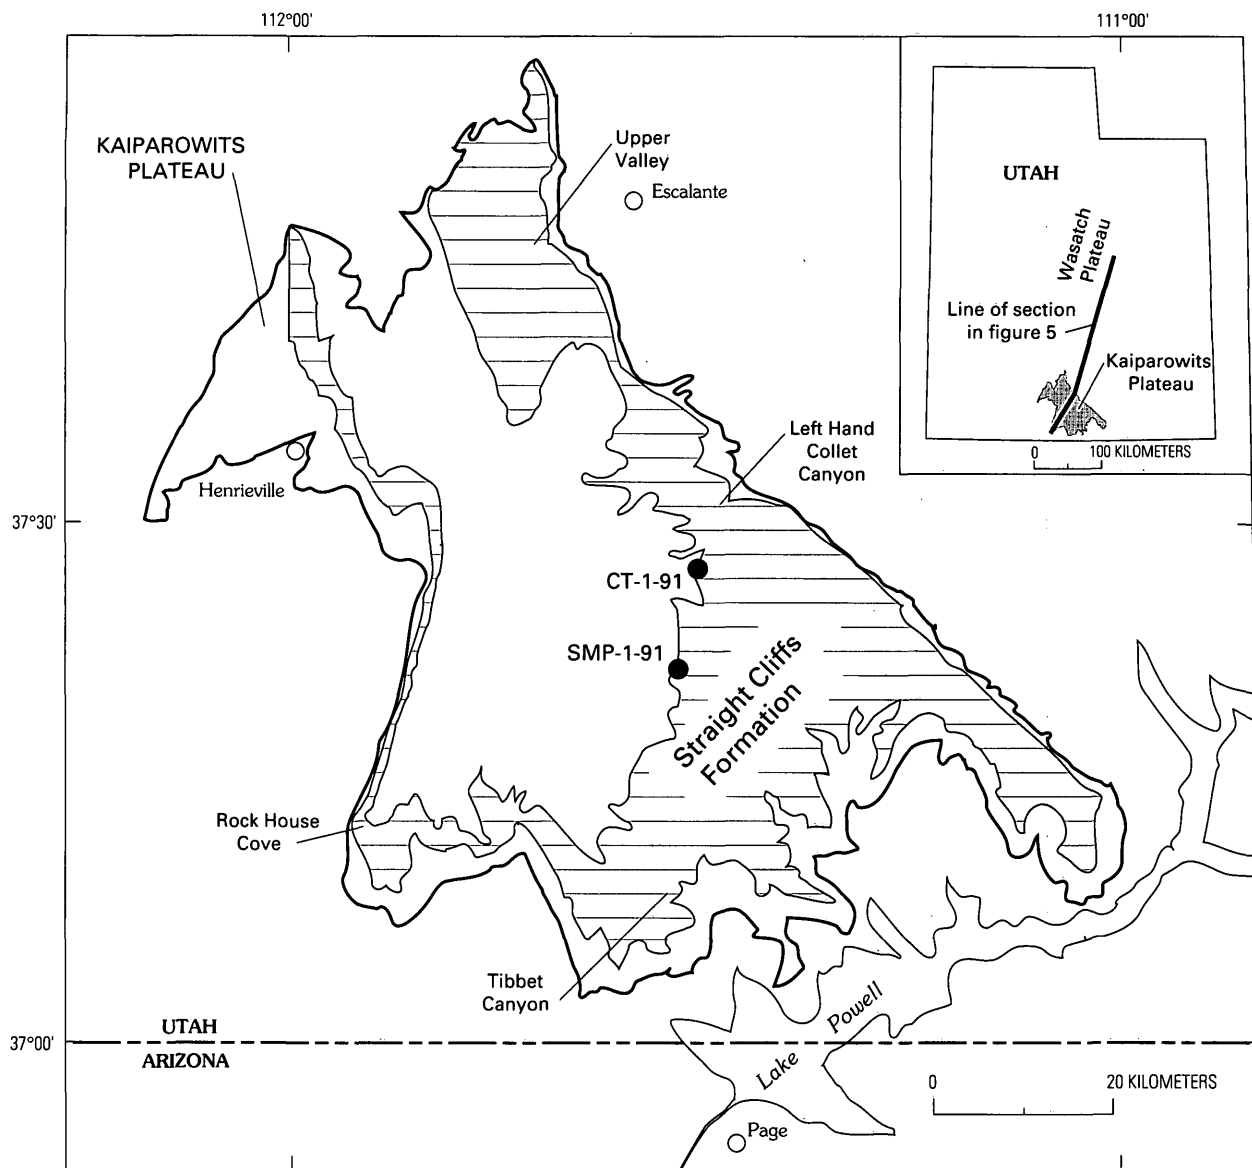 112°00'
111°00'
KAIPAROWITS
PLATEAU
Upper
Valley
Escalante
UTAH
Wasatch
Plateau
Line of section
in figure 5
Kaiparowits
Plateau
0 100 KILOMETERS
Left Hand
Collet
Canyon
Henrieville
37°30'
CT-1-91
SMP-1-91
Straight Cliffs
Formation
Rock House
Cove
Tibbet
Canyon
UTAH
ARIZONA
37°00'
Lake Powell
0 20 KILOMETERS
Page